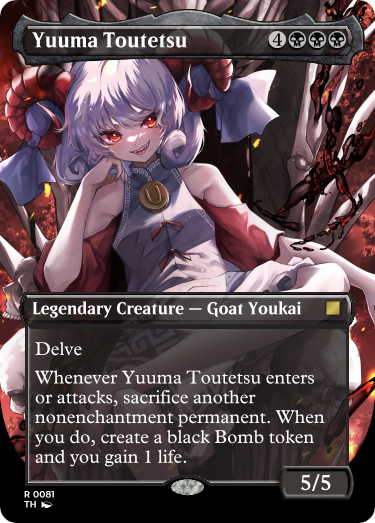 Yuuma Toutetsu 4
Legendary Creature — Goat Youkai
Delve
Whenever Yuuma Toutetsu enters
or attacks, sacrifice another
nonenchantment permanent. When
you do, create a black Bomb token
and you gain 1 life.
5/5
R 0081
TH